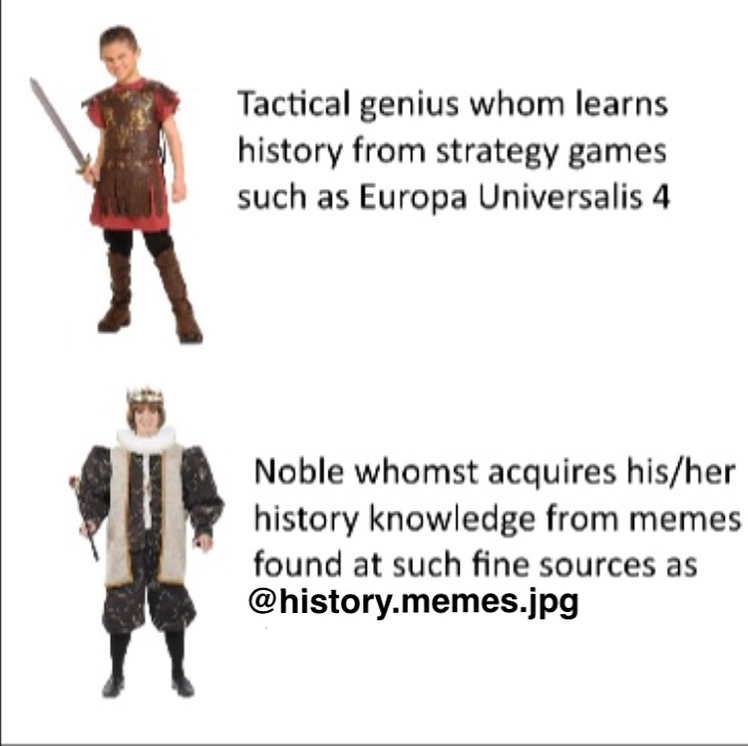 Tactical genius whom learns
history from strategy games
such as Europa Universalis 4
Noble whomst acquires his/her
history knowledge from memes
found at such fine sources as
@history.memes.jpg